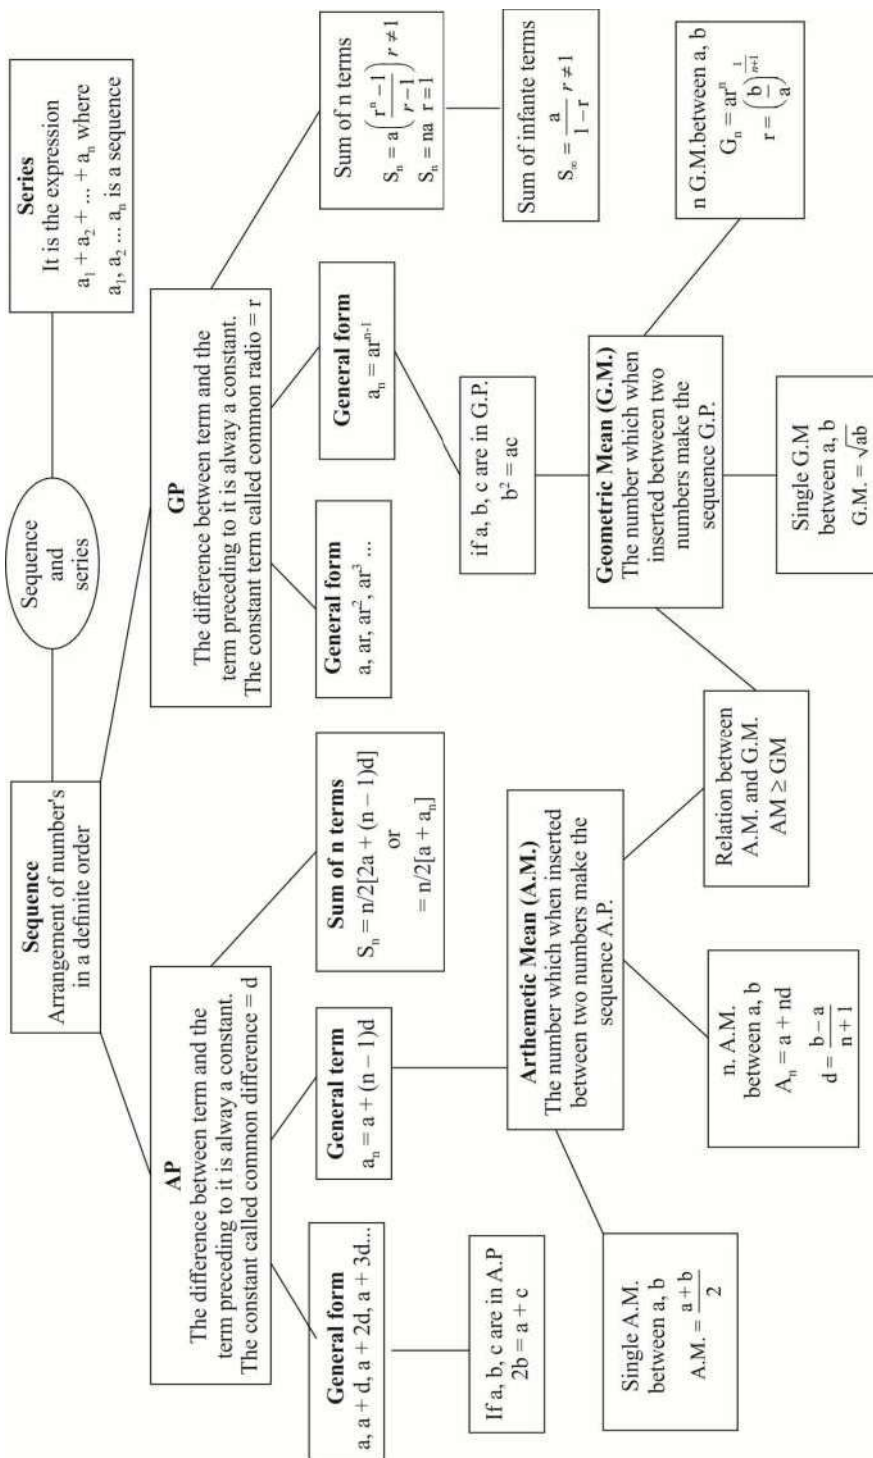 Sequence
and
series
Sequence
Arrangement of number's
in a definite order
Series
It is the expression
a₁ + a₂ + ... + aₙ where
a₁, a₂ ... aₙ is a sequence
AP
The difference between term and the
term preceding to it is alway a constant.
The constant called common difference = d
GP
The difference between term and the
term preceding to it is alway a constant.
The constant term called common radio = r
General form
a, a + d, a + 2d, a + 3d...
General term
aₙ = a + (n – 1)d
Sum of n terms
Sₙ = n/2[2a + (n – 1)d]
or
= n/2[a + aₙ]
General form
a, ar, ar², ar³ ...
General form
aₙ = arⁿ⁻¹
Sum of n terms
Sₙ = a((rⁿ – 1)/(r – 1)) r ≠ 1
Sₙ = na r = 1
If a, b, c are in A.P
2b = a + c
if a, b, c are in G.P.
b² = ac
Sum of infante terms
S∞ = a/(1 – r) r ≠ 1
Arthemetic Mean (A.M.)
The number which when inserted
between two numbers make the
sequence A.P.
Geometric Mean (G.M.)
The number which when
inserted between two
numbers make the
sequence G.P.
Single A.M.
between a, b
A.M. = (a + b)/2
n. A.M.
between a, b
Aₙ = a + nd
d = (b – a)/(n + 1)
Relation between
A.M. and G.M.
AM ≥ GM
Single G.M
between a, b
G.M. = √ab
n G.M.between a, b
Gₙ = arⁿ
r = (b/a)^(1/(n+1))